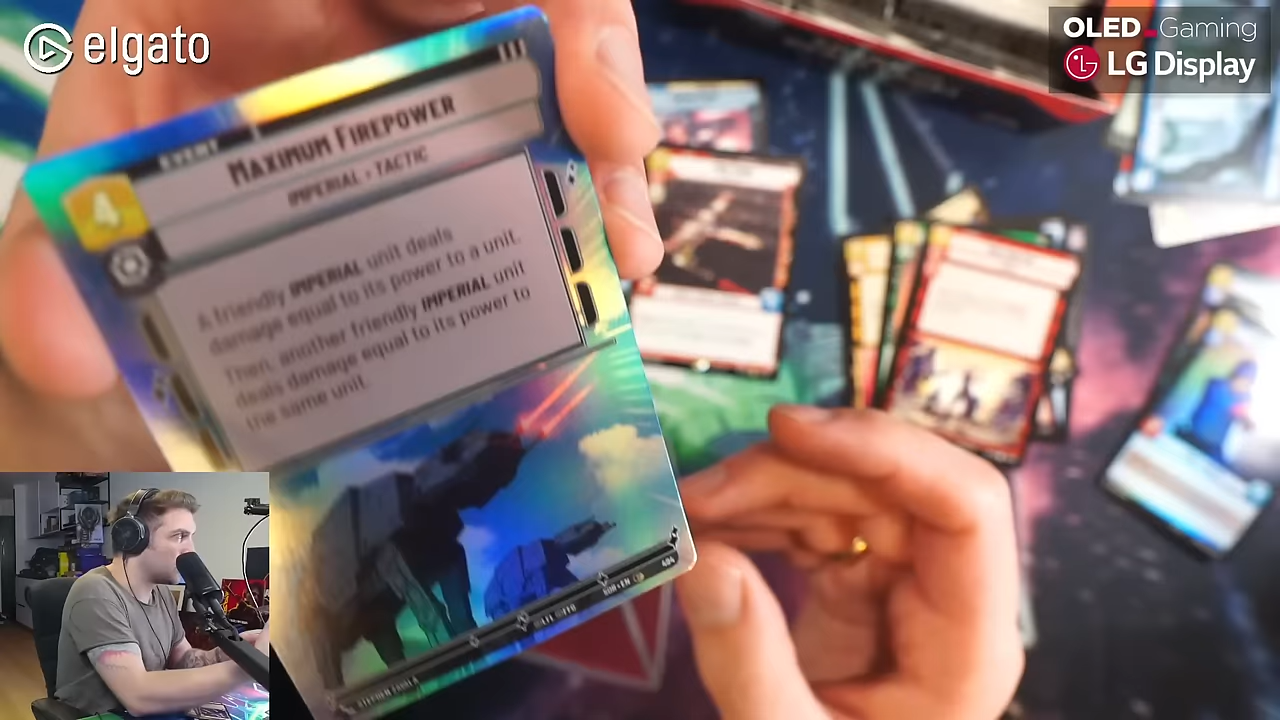 elgato
OLED Gaming
LG Display
EVENT
MAXIMUM FIREPOWER
IMPERIAL • TACTIC
4
A friendly IMPERIAL unit deals
damage equal to its power to a unit.
Then, another friendly IMPERIAL unit
deals damage equal to its power to
the same unit.